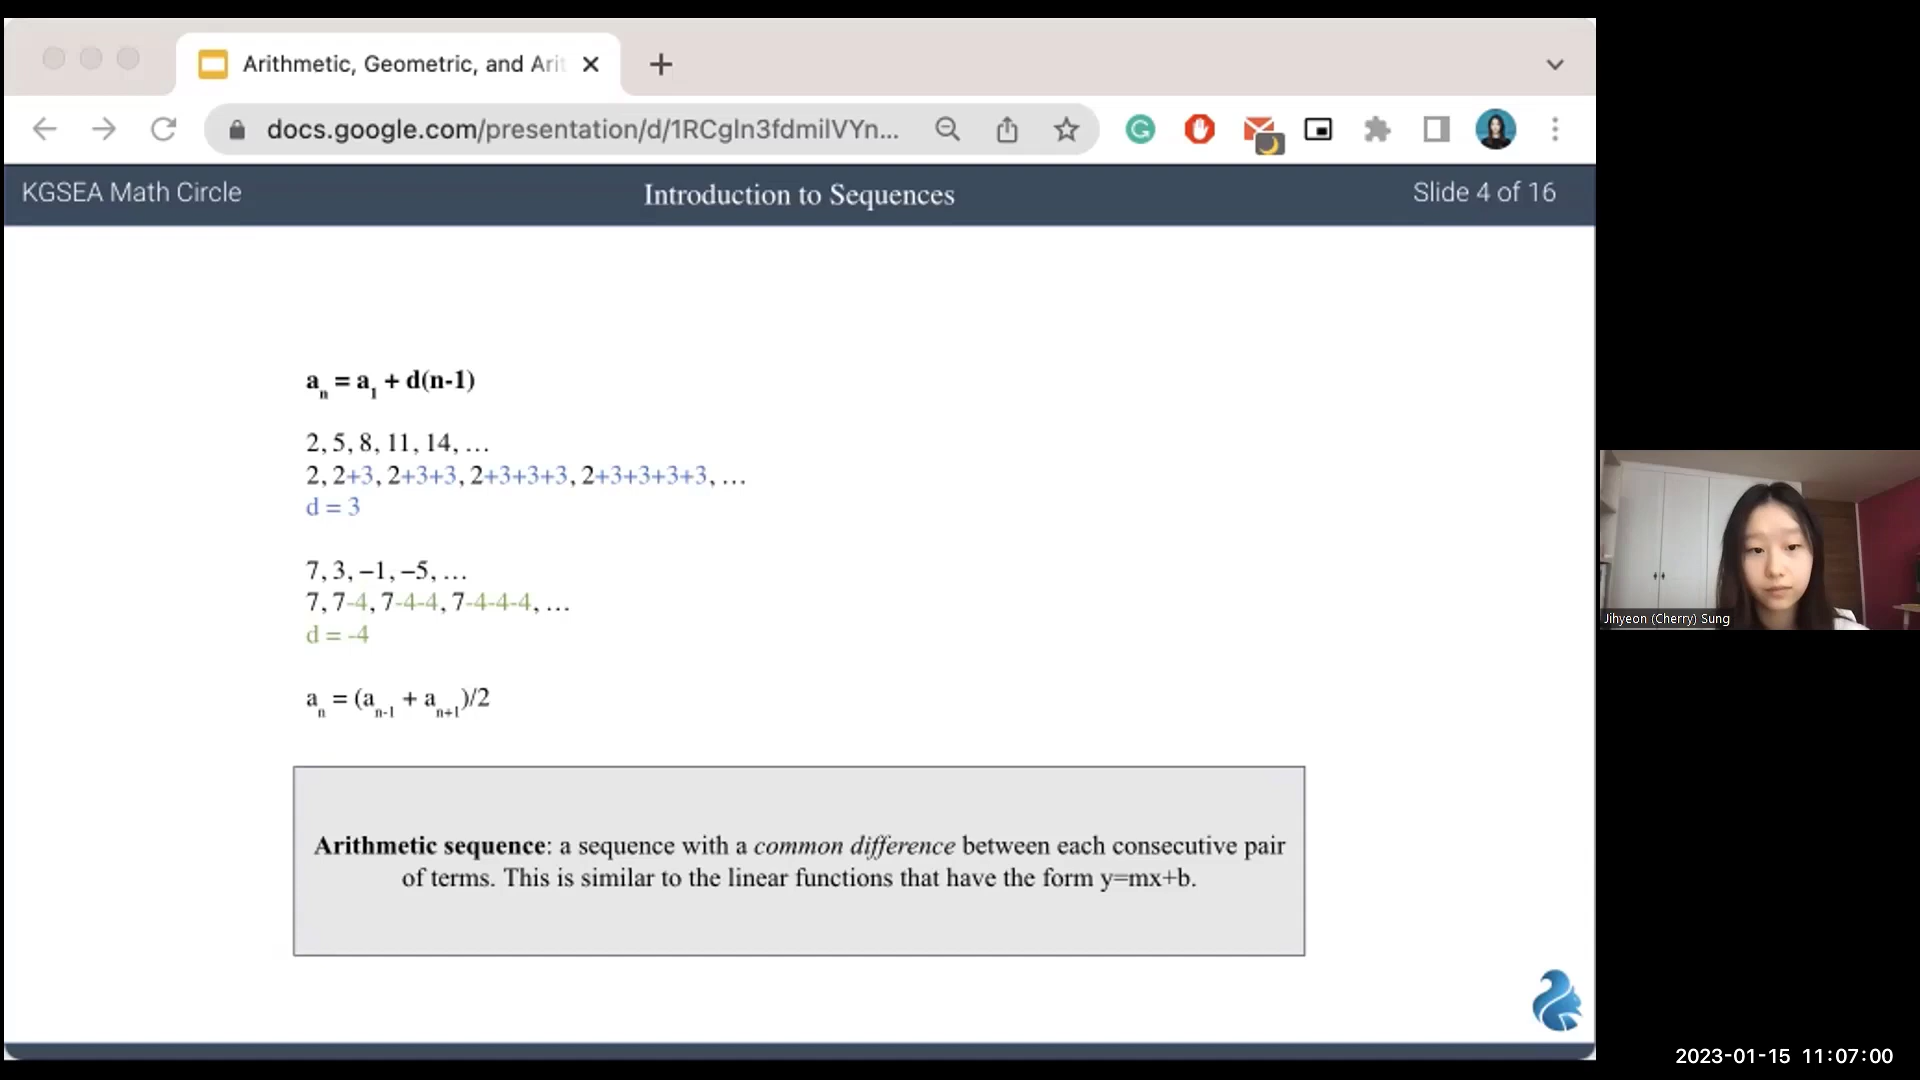 Arithmetic, Geometric, and Arit
docs.google.com/presentation/d/1RCgln3fdmilVYn...
KGSEA Math Circle
Introduction to Sequences
Slide 4 of 16
aₙ = a₁ + d(n-1)
2, 5, 8, 11, 14, …
2, 2+3, 2+3+3, 2+3+3+3, 2+3+3+3+3, …
d = 3
7, 3, –1, –5, …
7, 7-4, 7-4-4, 7-4-4-4, …
d = -4
aₙ = (aₙ₋₁ + aₙ₊₁)/2
Arithmetic sequence: a sequence with a common difference between each consecutive pair
of terms. This is similar to the linear functions that have the form y=mx+b.
Jihyeon (Cherry) Sung
2023-01-15 11:07:00